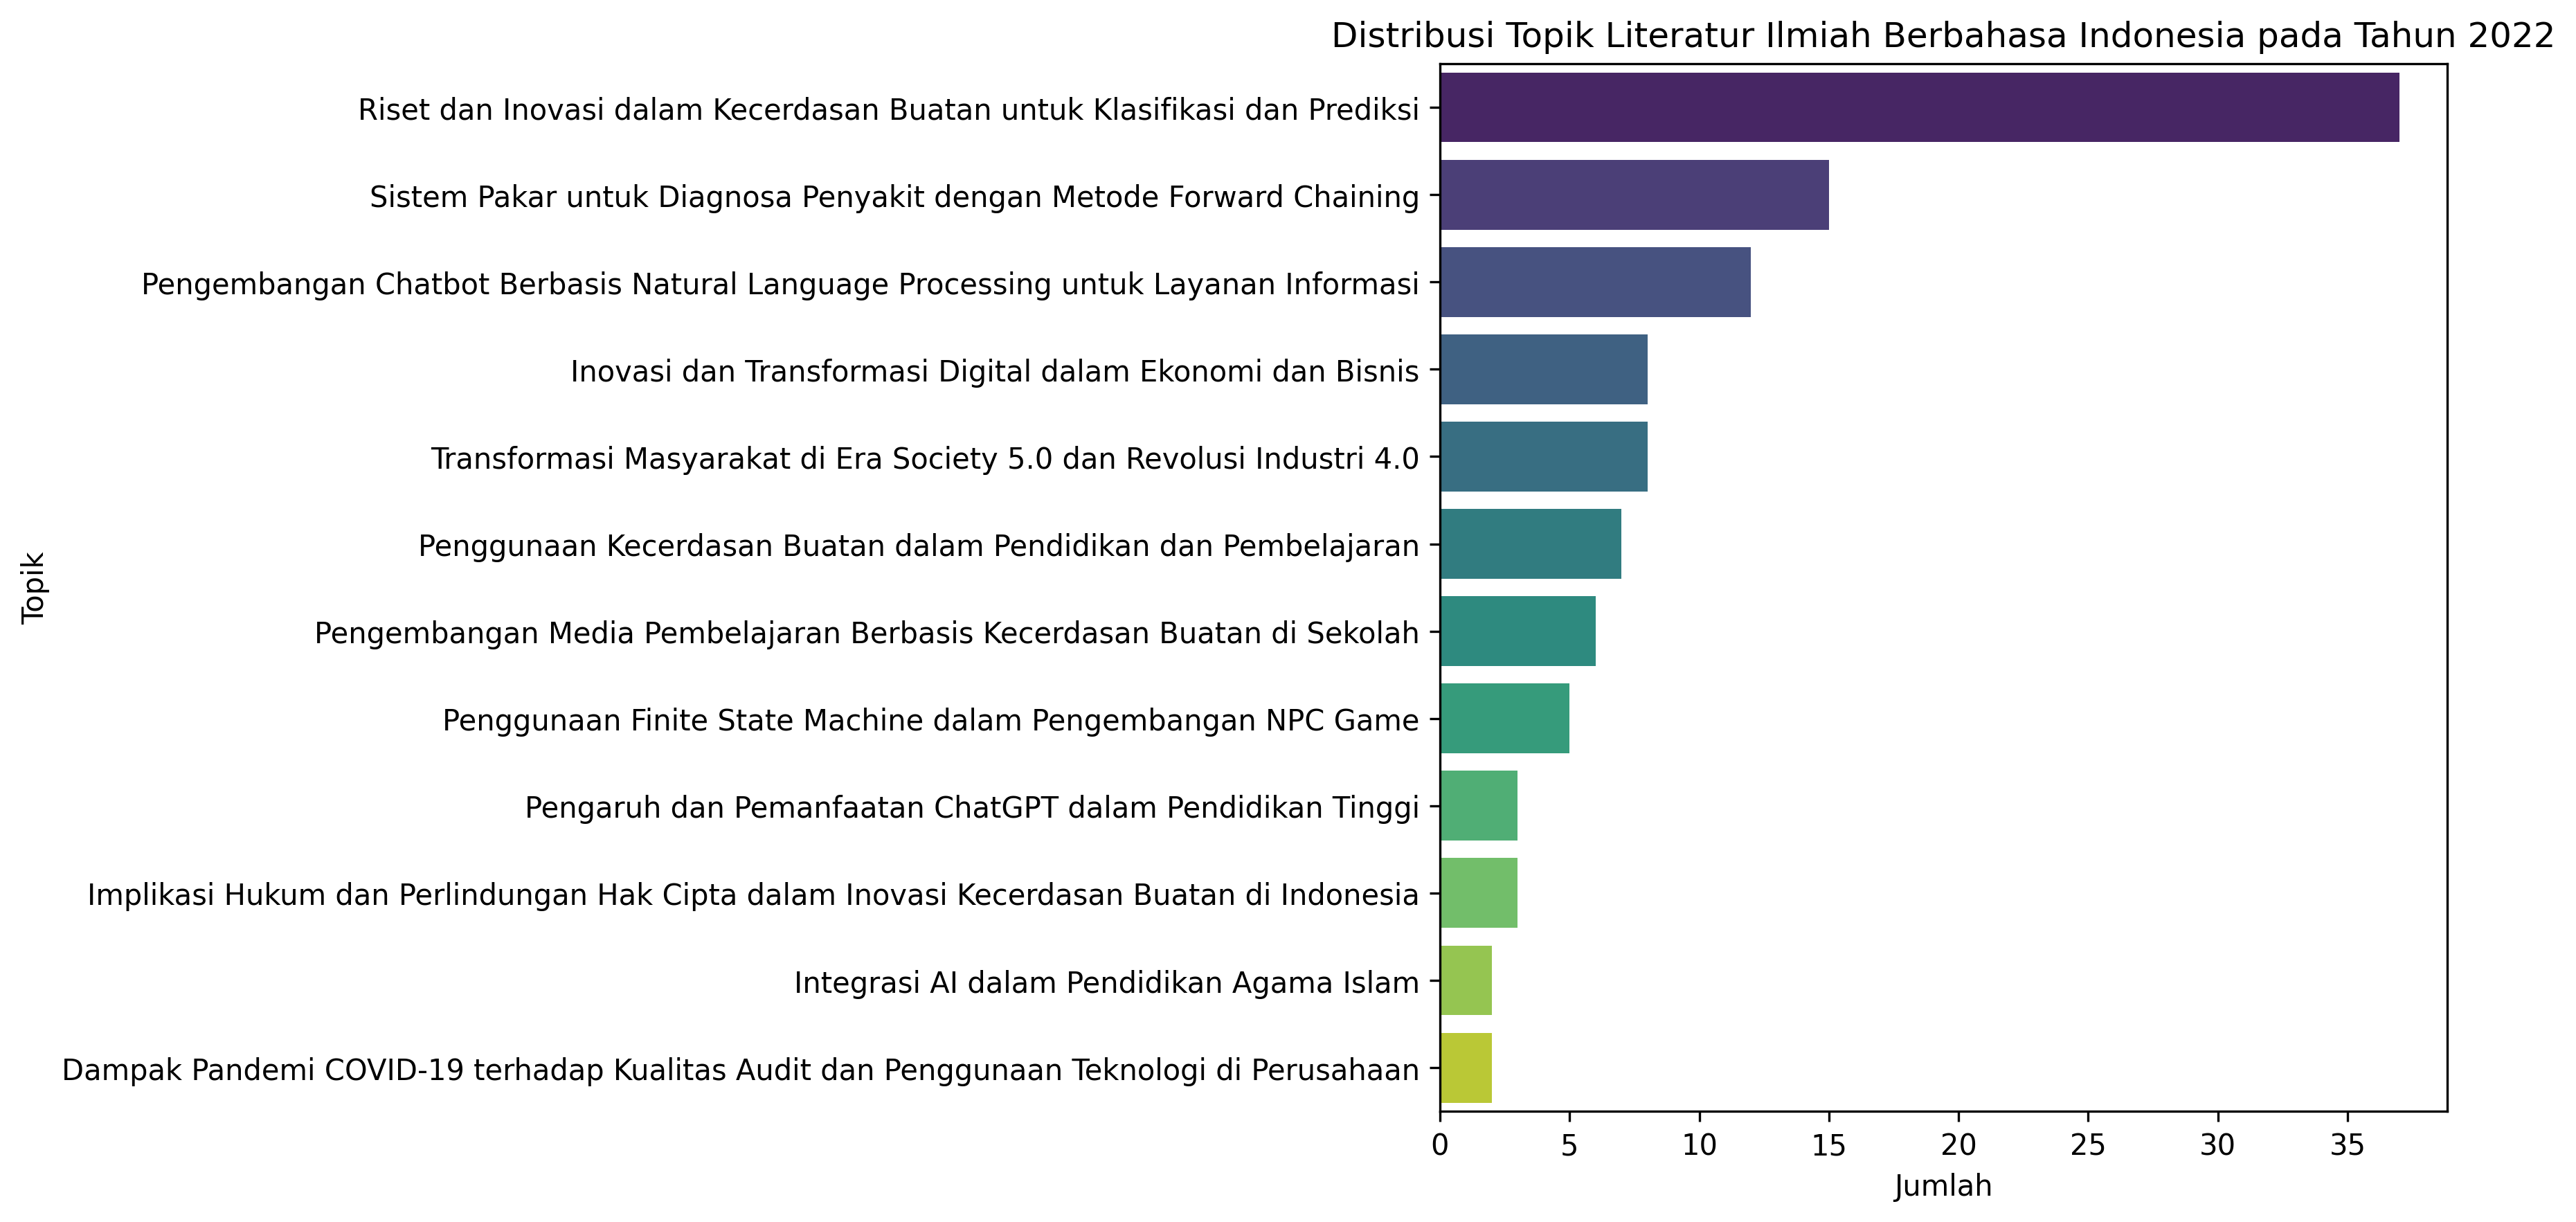 Distribusi Topik Literatur Ilmiah Berbahasa Indonesia pada Tahun 2022
Topik
Riset dan Inovasi dalam Kecerdasan Buatan untuk Klasifikasi dan Prediksi
Sistem Pakar untuk Diagnosa Penyakit dengan Metode Forward Chaining
Pengembangan Chatbot Berbasis Natural Language Processing untuk Layanan Informasi
Inovasi dan Transformasi Digital dalam Ekonomi dan Bisnis
Transformasi Masyarakat di Era Society 5.0 dan Revolusi Industri 4.0
Penggunaan Kecerdasan Buatan dalam Pendidikan dan Pembelajaran
Pengembangan Media Pembelajaran Berbasis Kecerdasan Buatan di Sekolah
Penggunaan Finite State Machine dalam Pengembangan NPC Game
Pengaruh dan Pemanfaatan ChatGPT dalam Pendidikan Tinggi
Implikasi Hukum dan Perlindungan Hak Cipta dalam Inovasi Kecerdasan Buatan di Indonesia
Integrasi AI dalam Pendidikan Agama Islam
Dampak Pandemi COVID-19 terhadap Kualitas Audit dan Penggunaan Teknologi di Perusahaan
0 5 10 15 20 25 30 35
Jumlah